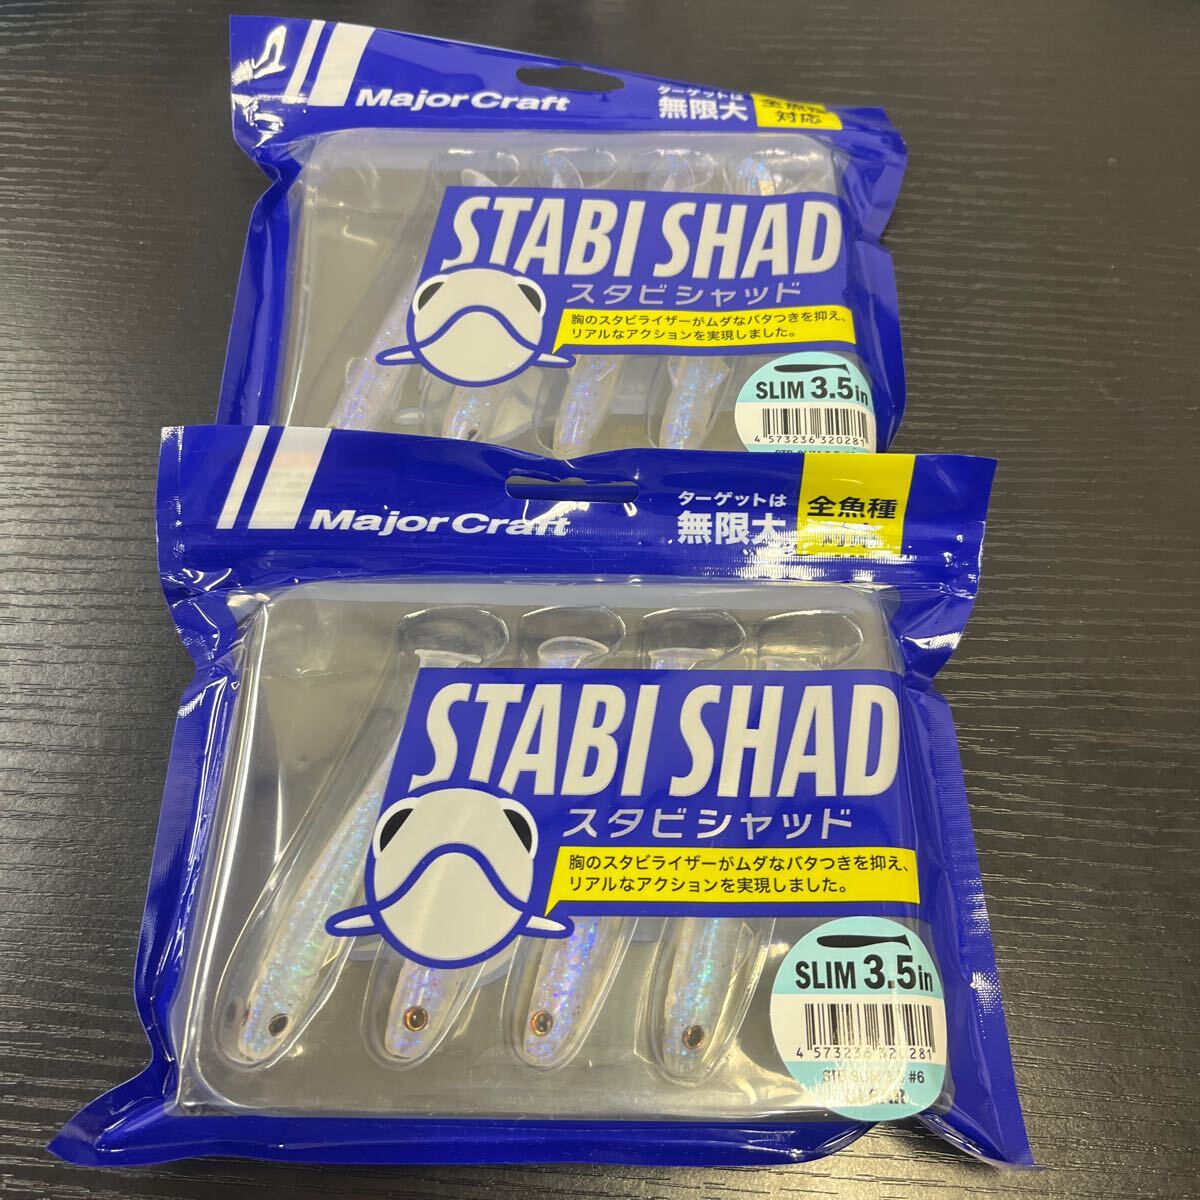 Major Craft
ターゲットは
無限大
全魚種
対応
STABI SHAD
スタビシャッド
胸のスタビライザーがムダなバタつきを抑え、
リアルなアクションを実現しました。
SLIM 3.5in
4 573236 320281
Major Craft
ターゲットは
無限大
全魚種
STABI SHAD
スタビシャッド
胸のスタビライザーがムダなバタつきを抑え、
リアルなアクションを実現しました。
SLIM 3.5in
4 573236 320281
STB-SLIM 3.5 #6